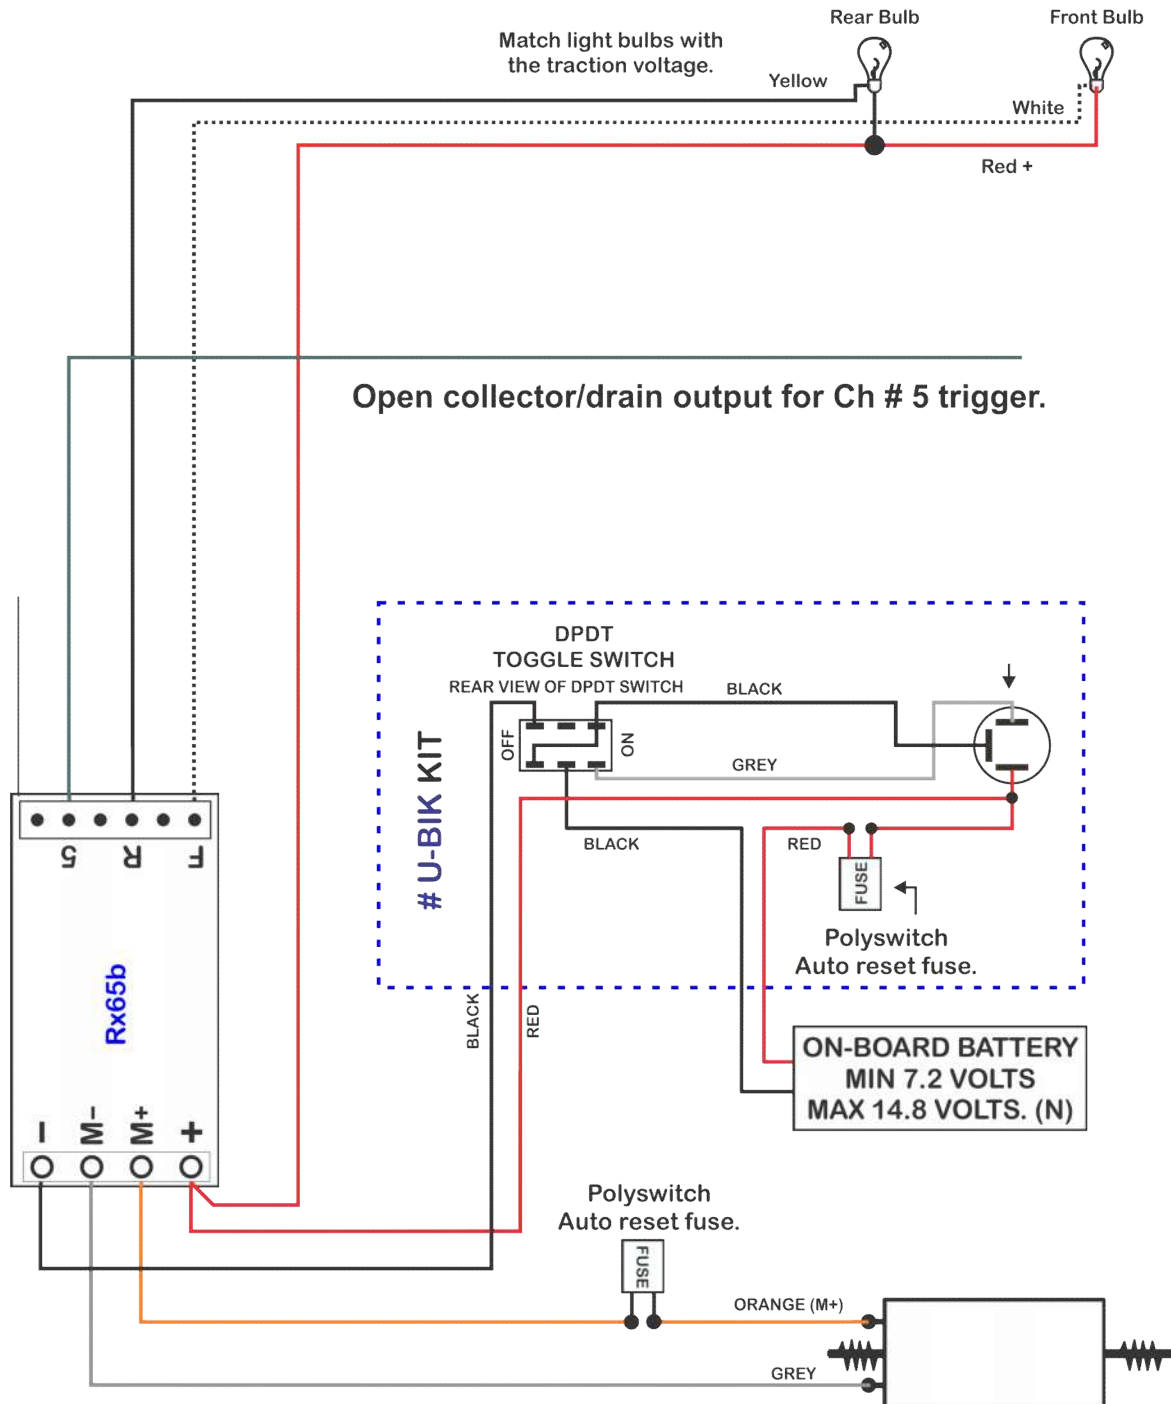 Rear Bulb
Front Bulb
Match light bulbs with
the traction voltage.
Yellow
White
Red +
Open collector/drain output for Ch # 5 trigger.
DPDT
TOGGLE SWITCH
REAR VIEW OF DPDT SWITCH
BLACK
OFF
ON
GREY
# U-BIK KIT
BLACK
RED
FUSE
5
R
F
Polyswitch
Auto reset fuse.
Rx65b
BLACK
RED
ON-BOARD BATTERY
MIN 7.2 VOLTS
MAX 14.8 VOLTS. (N)
–
M-
M+
+
Polyswitch
Auto reset fuse.
FUSE
ORANGE (M+)
GREY